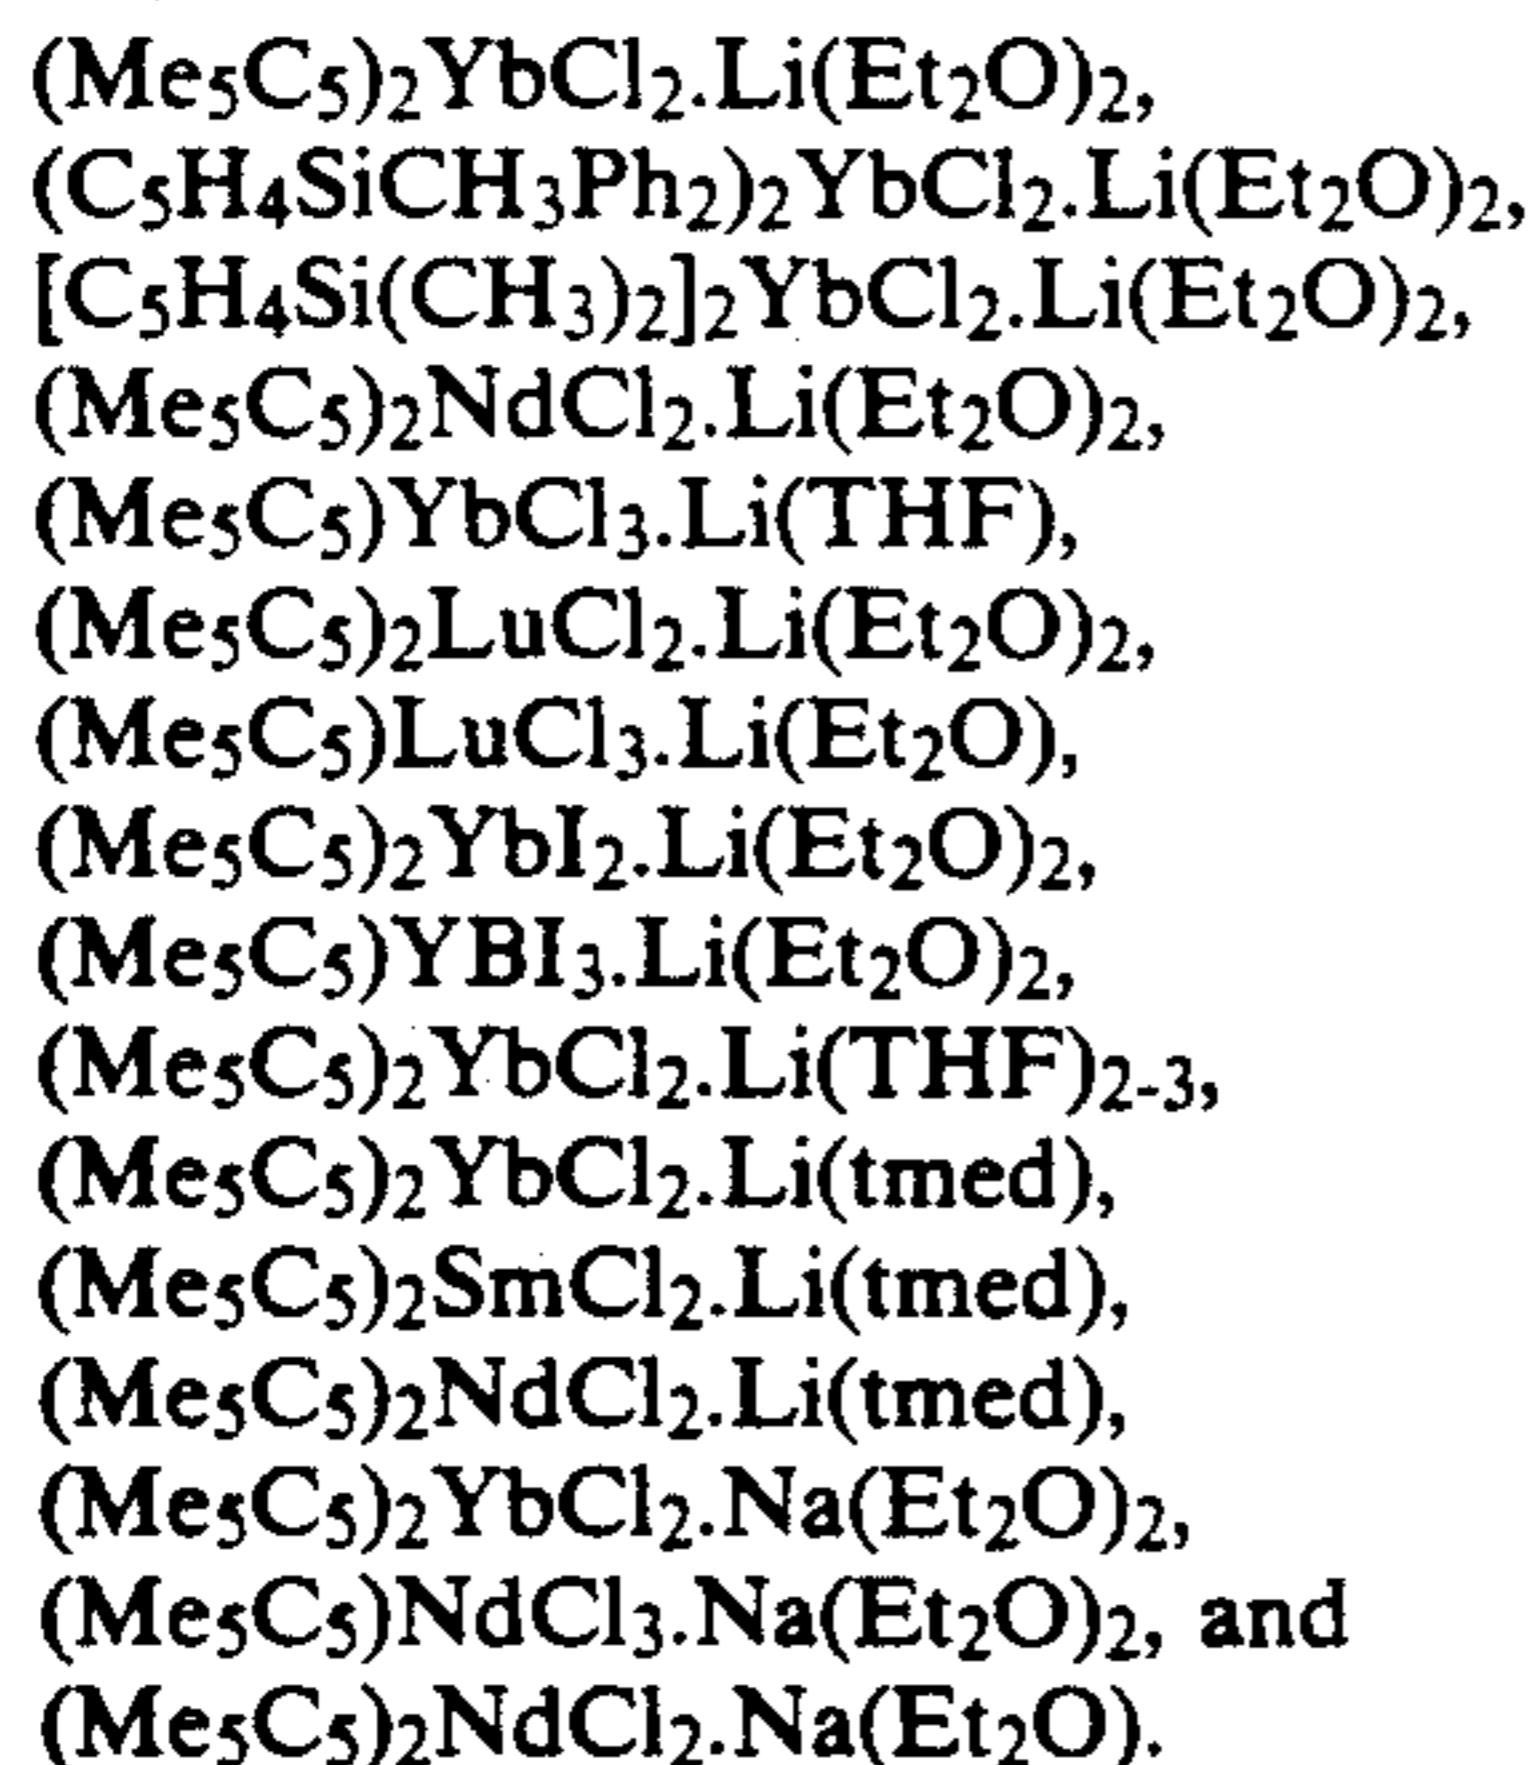 (Me₅C₅)₂YbCl₂.Li(Et₂O)₂,
(C₅H₄SiCH₃Ph₂)₂YbCl₂.Li(Et₂O)₂,
[C₅H₄Si(CH₃)₂]₂YbCl₂.Li(Et₂O)₂,
(Me₅C₅)₂NdCl₂.Li(Et₂O)₂,
(Me₅C₅)YbCl₃.Li(THF),
(Me₅C₅)₂LuCl₂.Li(Et₂O)₂,
(Me₅C₅)LuCl₃.Li(Et₂O),
(Me₅C₅)₂YbI₂.Li(Et₂O)₂,
(Me₅C₅)YBI₃.Li(Et₂O)₂,
(Me₅C₅)₂YbCl₂.Li(THF)₂₋₃,
(Me₅C₅)₂YbCl₂.Li(tmed),
(Me₅C₅)₂SmCl₂.Li(tmed),
(Me₅C₅)₂NdCl₂.Li(tmed),
(Me₅C₅)₂YbCl₂.Na(Et₂O)₂,
(Me₅C₅)NdCl₃.Na(Et₂O)₂, and
(Me₅C₅)₂NdCl₂.Na(Et₂O).